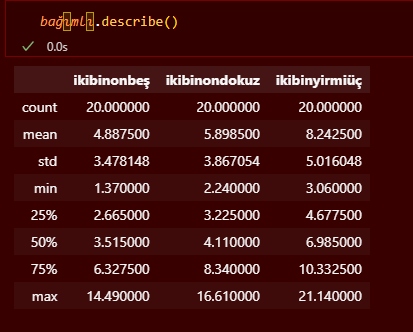 bağımlı.describe()
0.0s
ikibinonbeş ikibinondokuz ikibinyirmiüç
count 20.000000 20.000000 20.000000
mean 4.887500 5.898500 8.242500
std 3.478148 3.867054 5.016048
min 1.370000 2.240000 3.060000
25% 2.665000 3.225000 4.677500
50% 3.515000 4.110000 6.985000
75% 6.327500 8.340000 10.332500
max 14.490000 16.610000 21.140000